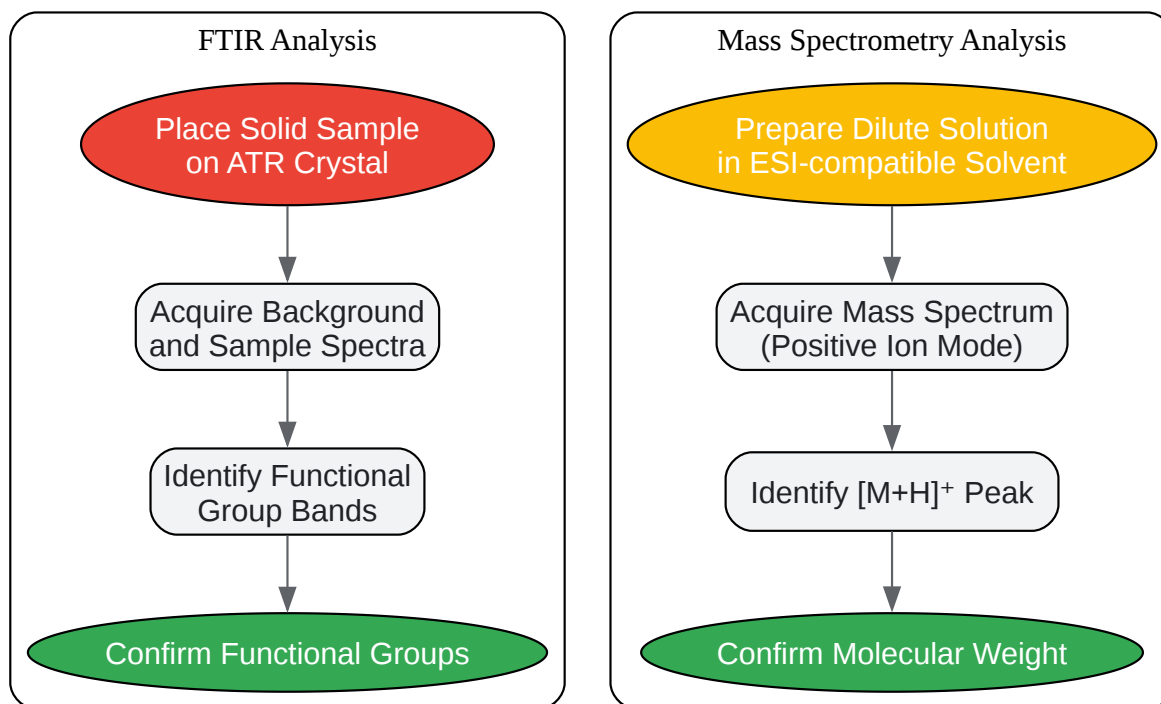 FTIR Analysis
Place Solid Sample
on ATR Crystal
Acquire Background
and Sample Spectra
Identify Functional
Group Bands
Confirm Functional Groups
Mass Spectrometry Analysis
Prepare Dilute Solution
in ESI-compatible Solvent
Acquire Mass Spectrum
(Positive Ion Mode)
Identify [M+H]⁺ Peak
Confirm Molecular Weight